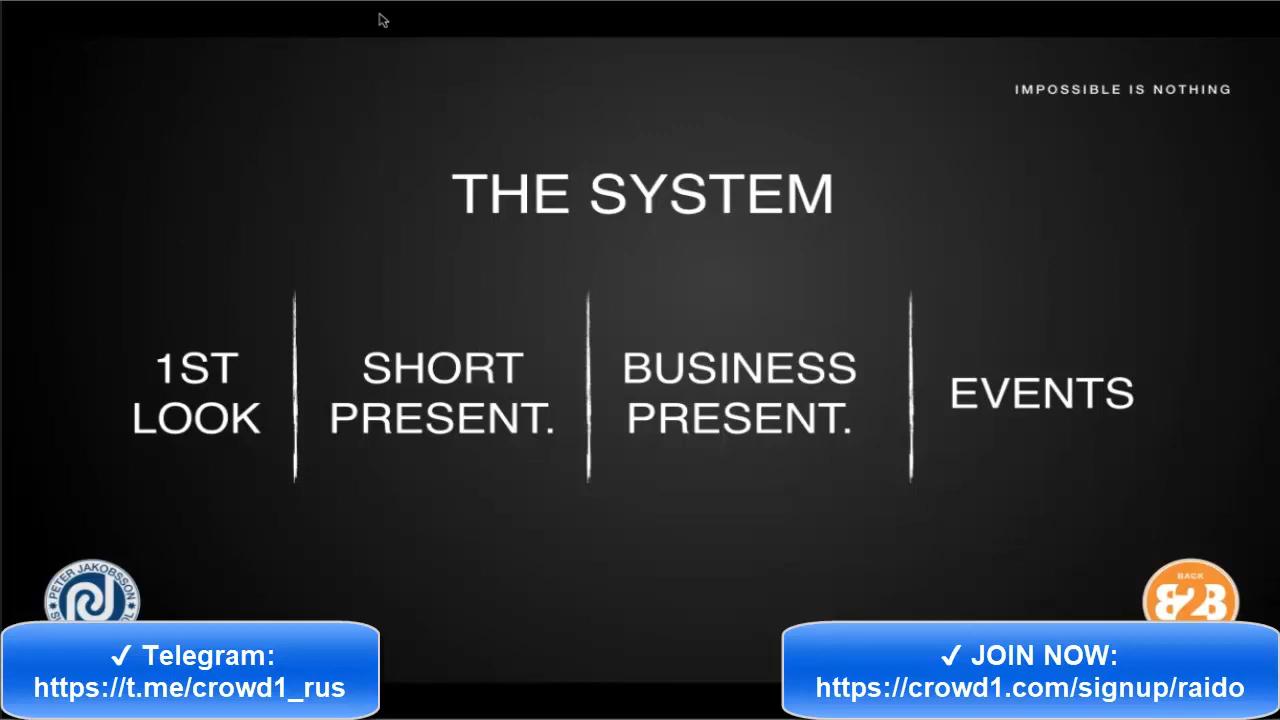 IMPOSSIBLE IS NOTHING
THE SYSTEM
1ST
LOOK
SHORT
PRESENT.
BUSINESS
PRESENT.
EVENTS
PETER JAKOBSSON
BACK
B2B
✓ Telegram:
https://t.me/crowd1_rus
✓ JOIN NOW:
https://crowd1.com/signup/raido